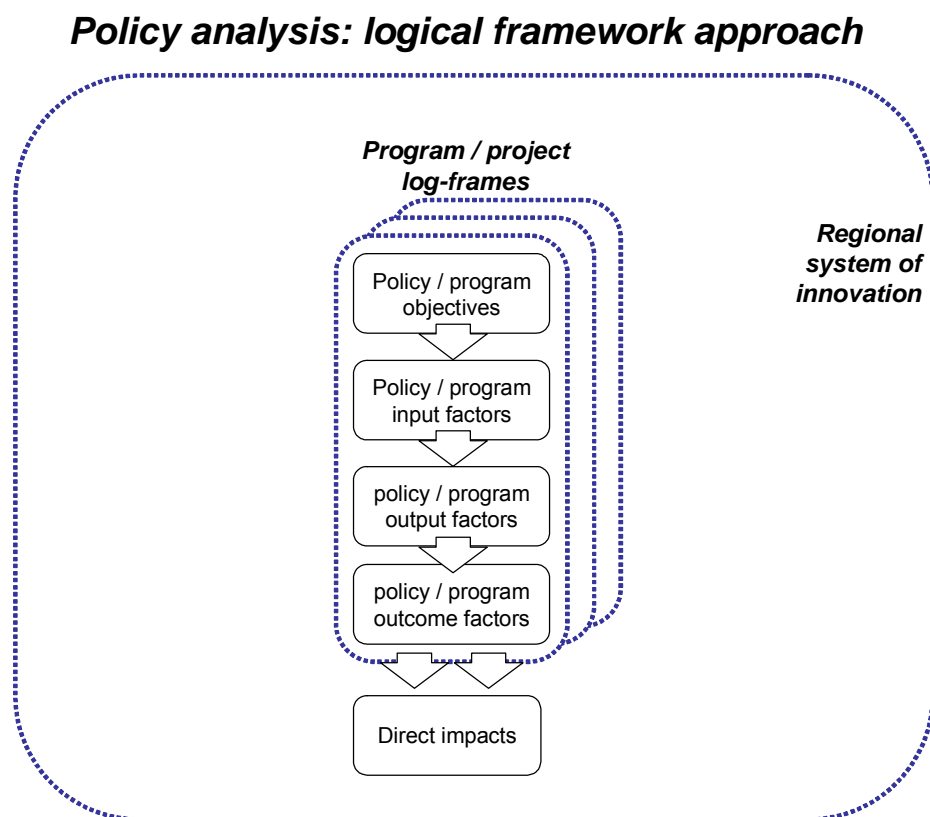 Policy analysis: logical framework approach
Program / project
log-frames
Regional
system of
innovation
Policy / program
objectives
Policy / program
input factors
policy / program
output factors
policy / program
outcome factors
Direct impacts